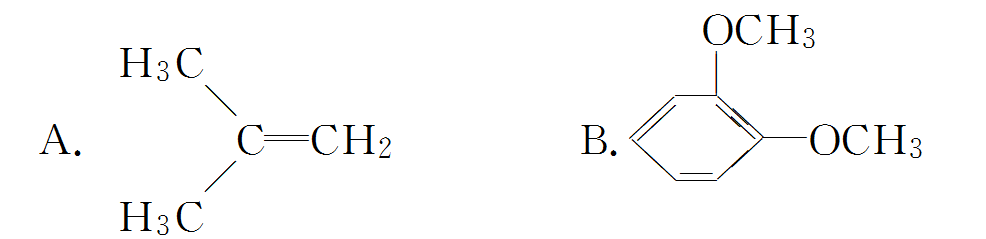 A.
H₃C
C=CH₂
H₃C
B.
OCH₃
OCH₃